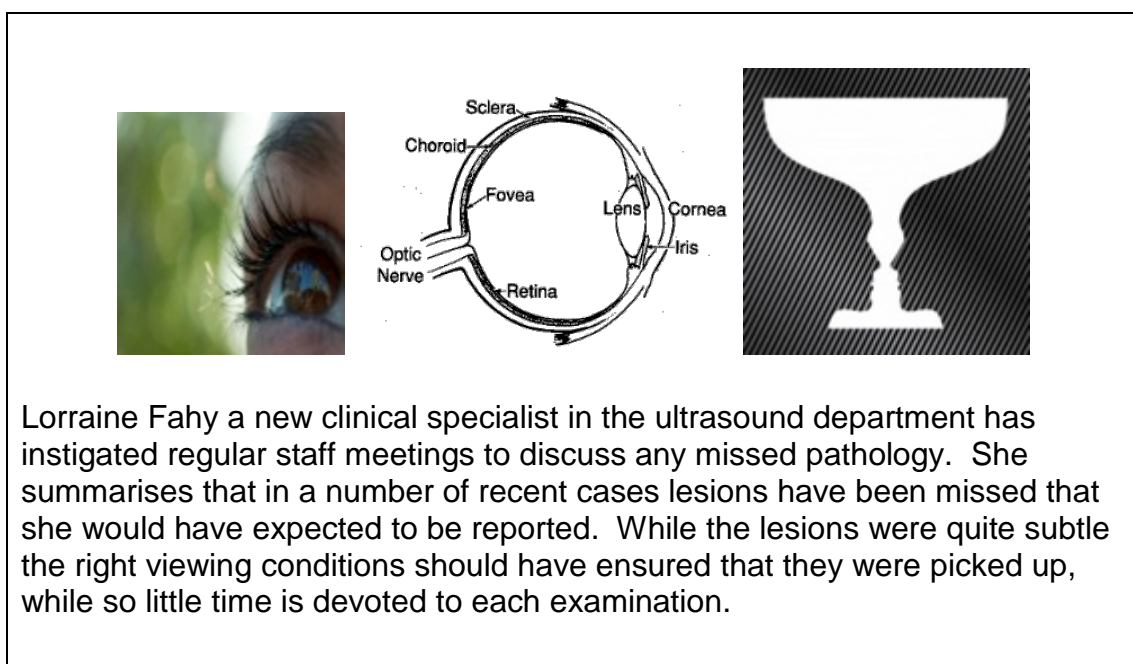 Sclera
Choroid
Fovea
Lens
Cornea
Iris
Optic
Nerve
Retina
Lorraine Fahy a new clinical specialist in the ultrasound department has
instigated regular staff meetings to discuss any missed pathology.  She
summarises that in a number of recent cases lesions have been missed that
she would have expected to be reported.  While the lesions were quite subtle
the right viewing conditions should have ensured that they were picked up,
while so little time is devoted to each examination.